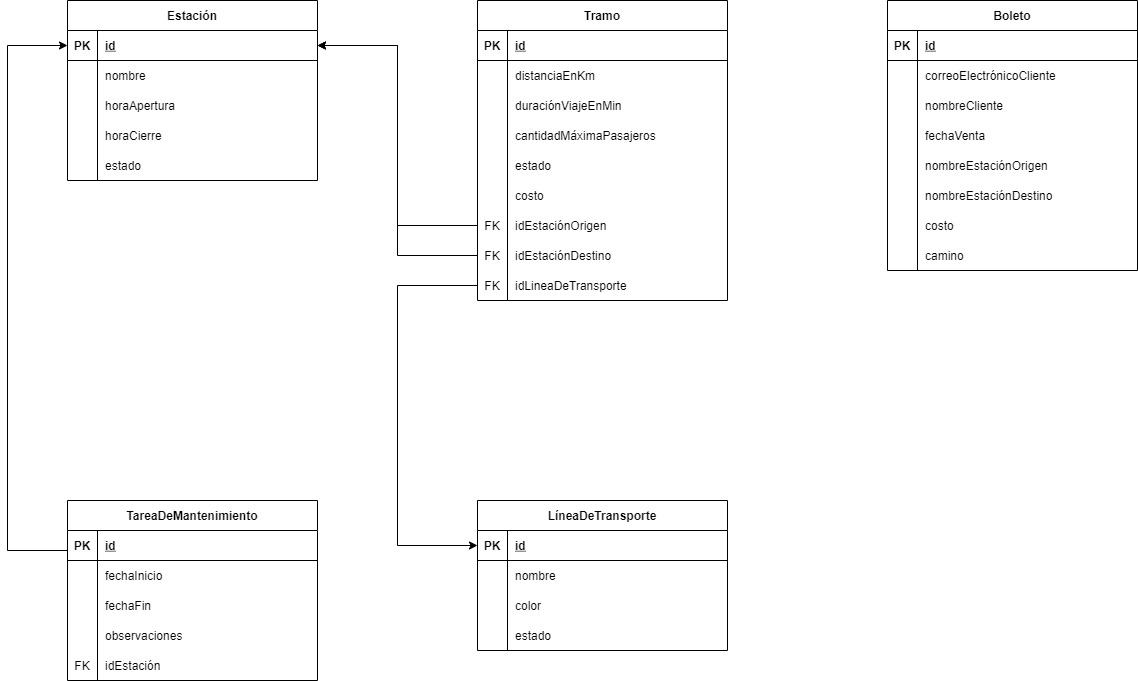 Estación
PK id
nombre
horaApertura
horaCierre
estado
Tramo
PK id
distanciaEnKm
duraciónViajeEnMin
cantidadMáximaPasajeros
estado
costo
FK idEstaciónOrigen
FK idEstaciónDestino
FK idLineaDeTransporte
Boleto
PK id
correoElectrónicoCliente
nombreCliente
fechaVenta
nombreEstaciónOrigen
nombreEstaciónDestino
costo
camino
TareaDeMantenimiento
PK id
fechaInicio
fechaFin
observaciones
FK idEstación
LíneaDeTransporte
PK id
nombre
color
estado